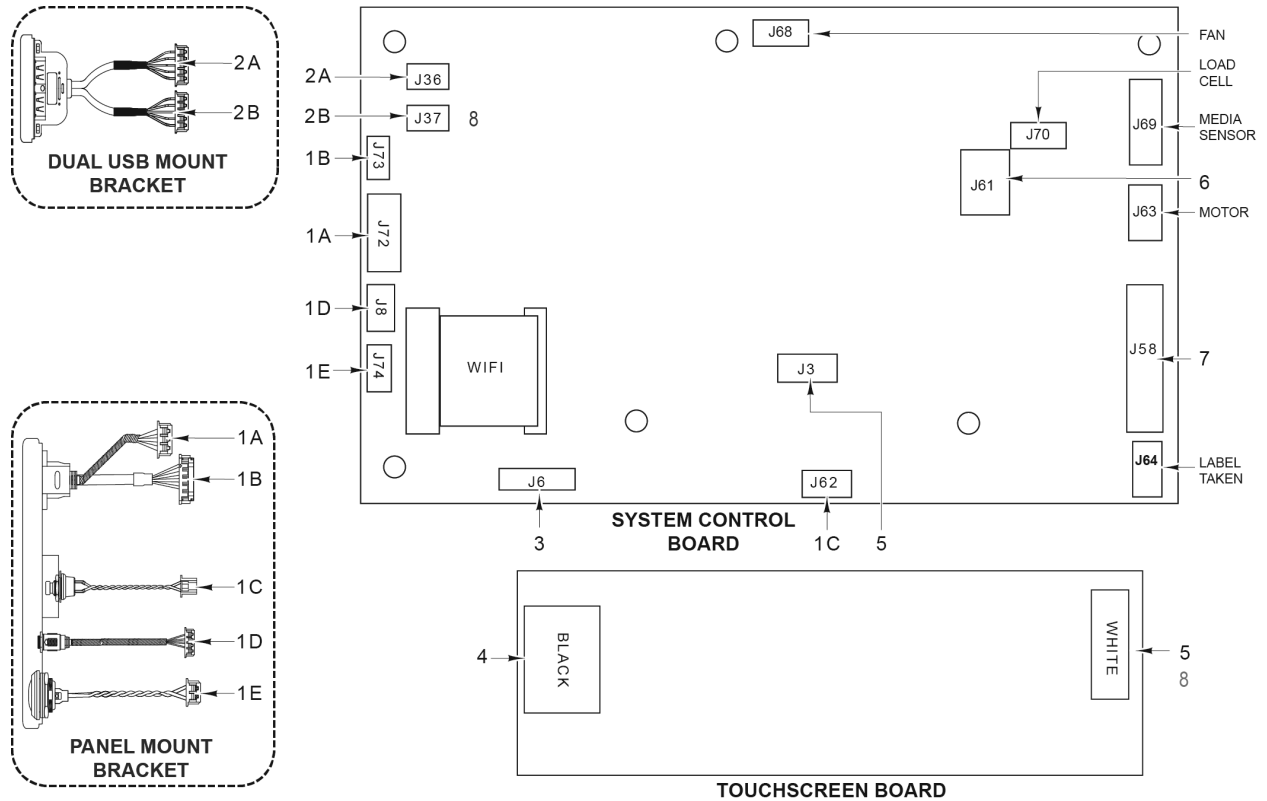 2A
2B
DUAL USB MOUNT
BRACKET
J68
FAN
LOAD
CELL
2A
J36
2B
J37
8
J69
MEDIA
SENSOR
J70
1B
J73
J61
6
J63
MOTOR
1A
J72
1D
J8
WIFI
J58
7
1E
J74
J3
J64
LABEL
TAKEN
J6
J62
SYSTEM CONTROL
BOARD
3
1C
5
1A
1B
1C
1D
1E
PANEL MOUNT
BRACKET
4
BLACK
WHITE
5
8
TOUCHSCREEN BOARD